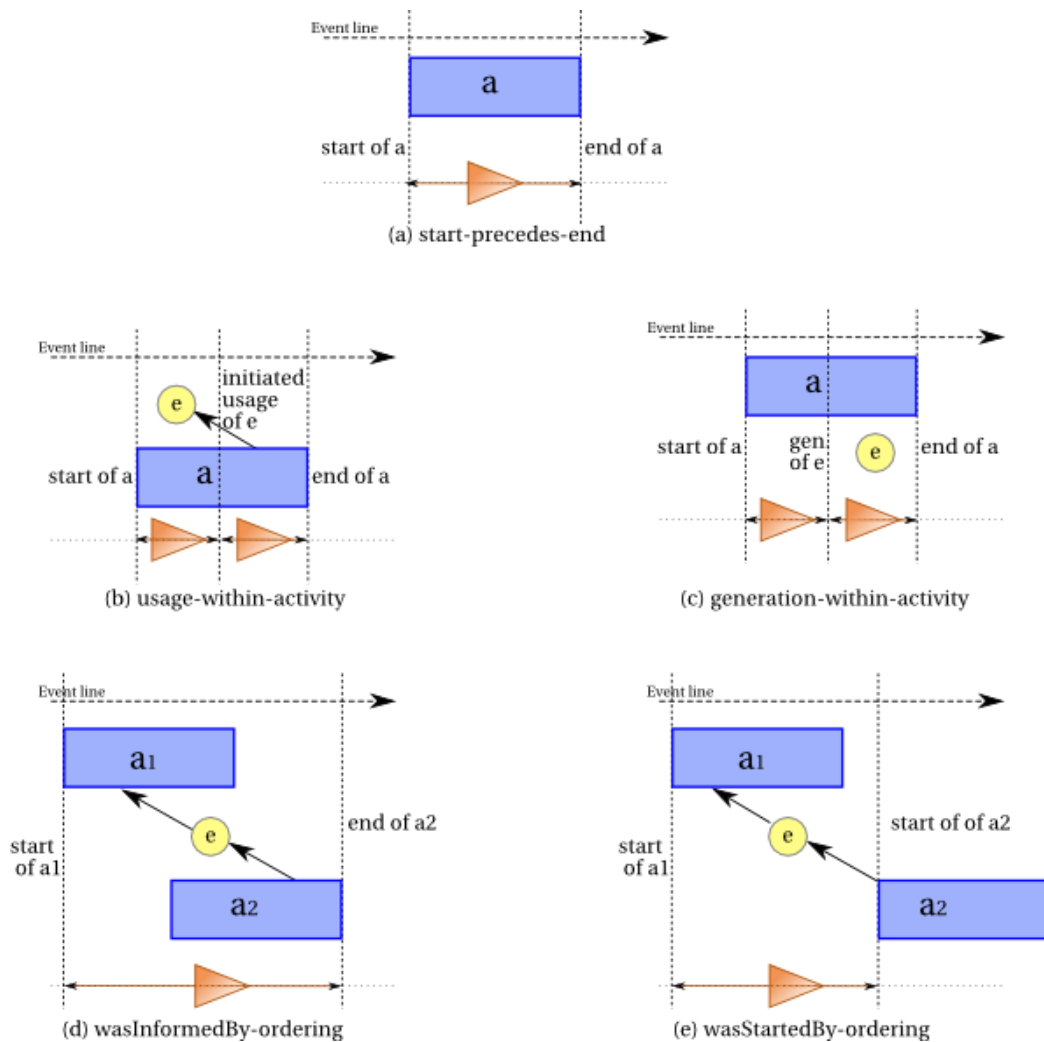 Event line
a
start of a
end of a
(a) start-precedes-end
Event line
initiated
usage
of e
e
start of a
a
end of a
(b) usage-within-activity
Event line
a
start of a
gen
of e
e
end of a
(c) generation-within-activity
Event line
a1
e
end of a2
start
of a1
a2
(d) wasInformedBy-ordering
Event line
a1
e
start of of a2
start
of a1
a2
(e) wasStartedBy-ordering